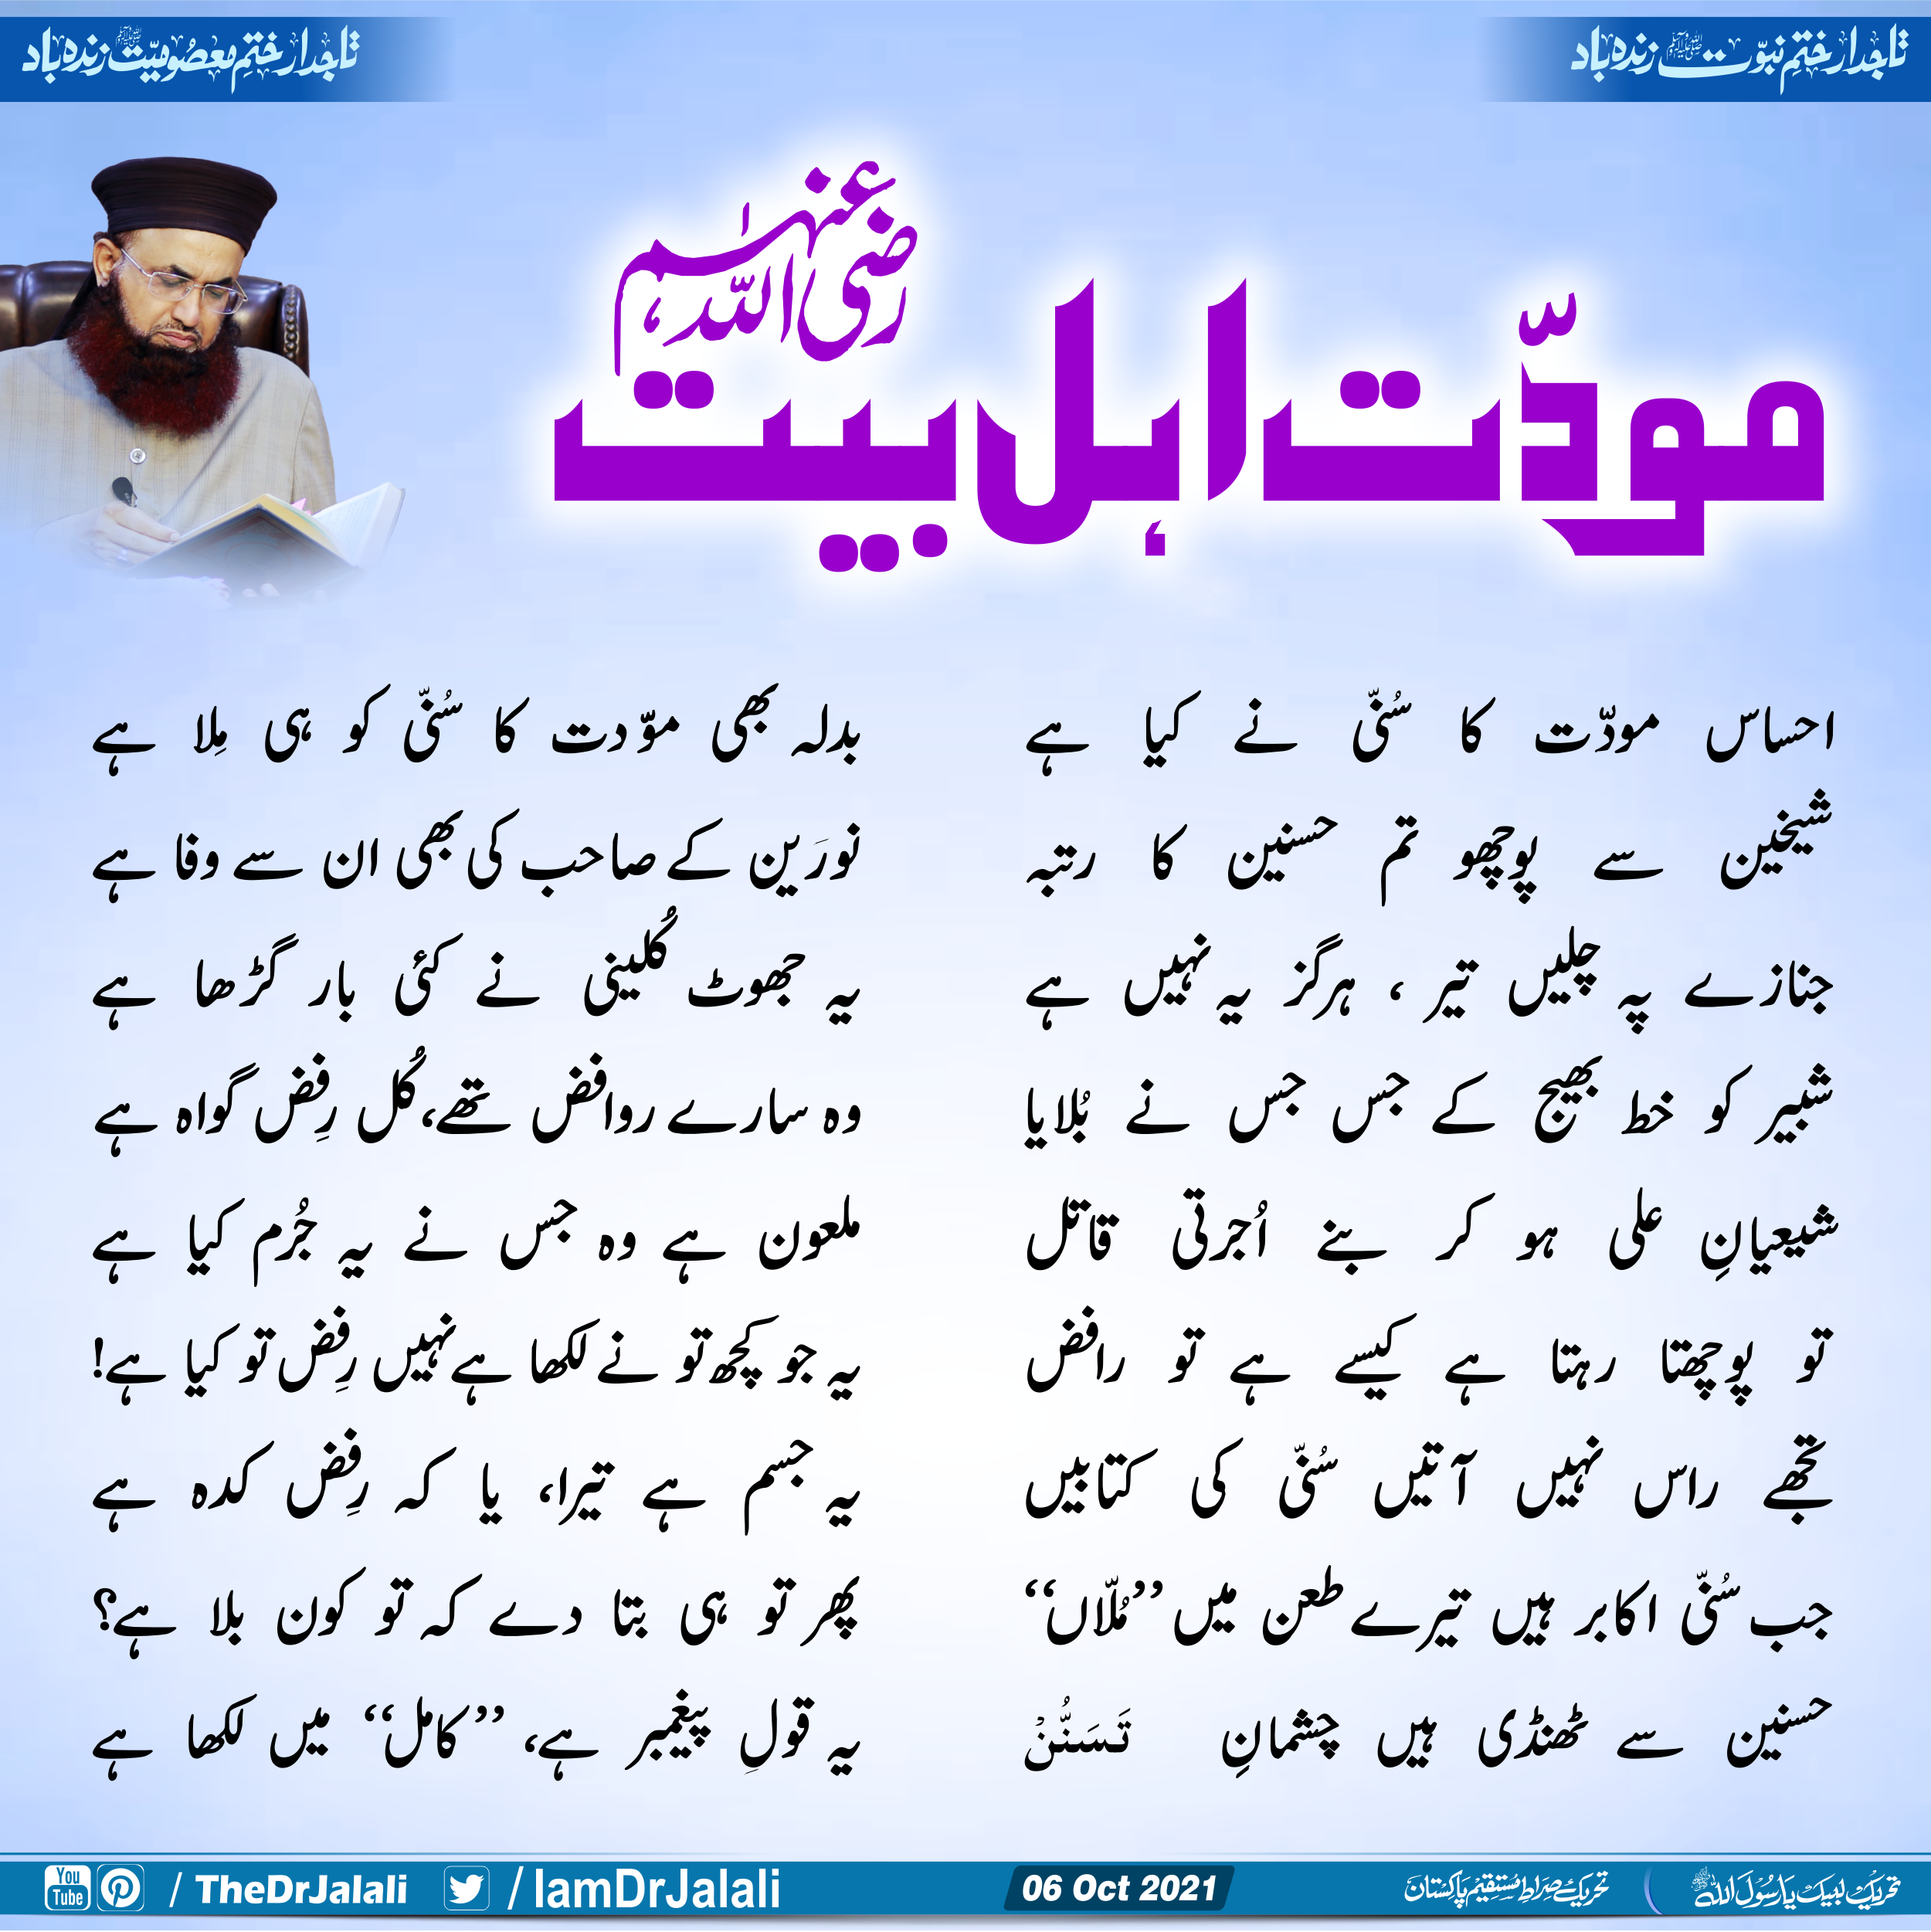 تاجدار ختمِ نبوّت ﷺ زندہ باد
تاجدار ختمِ معصومیّت ﷺ زندہ باد
مودّت اہل بیت رضی اللہ عنہم
احساس مودّت کا سُنّی نے کیا ہے
بدلہ بھی موّدت کا سُنّی کو ہی مِلا ہے
شیخین سے پوچھو تم حسنین کا رتبہ
نورَین کے صاحب کی بھی ان سے وفا ہے
جنازے پہ چلیں تیر ، ہرگز یہ نہیں ہے
یہ جھوٹ کُلینی نے کئی بار گڑھا ہے
شبیر کو خط بھیج کے جس جس نے بُلایا
وہ سارے روافض تھے، کُل رِفض گواہ ہے
شیعیانِ علی ہو کر بنے اُجرتی قاتل
ملعون ہے وہ جس نے یہ جُرم کیا ہے
تو پوچھتا رہتا ہے کیسے ہے تو رافض
یہ جو کچھ تو نے لکھا ہے نہیں رِفض تو کیا ہے!
تجھے راس نہیں آتیں سُنّی کی کتابیں
یہ جسم ہے تیرا، یا کہ رِفض کدہ ہے
جب سُنّی اکابر ہیں تیرے طعن میں ’’مُلّاں‘‘
پھر تو ہی بتا دے کہ تو کون بلا ہے؟
حسنین سے ٹھنڈی ہیں چشمانِ تَسَنُّنْ
یہ قولِ پیغمبر ہے، ’’کامل‘‘ میں لکھا ہے
تحریک لبیک یا رسول اللہ ﷺ
تحریک صراط مستقیم پاکستان
06 Oct 2021
/ IamDrJalali
You Tube / TheDrJalali